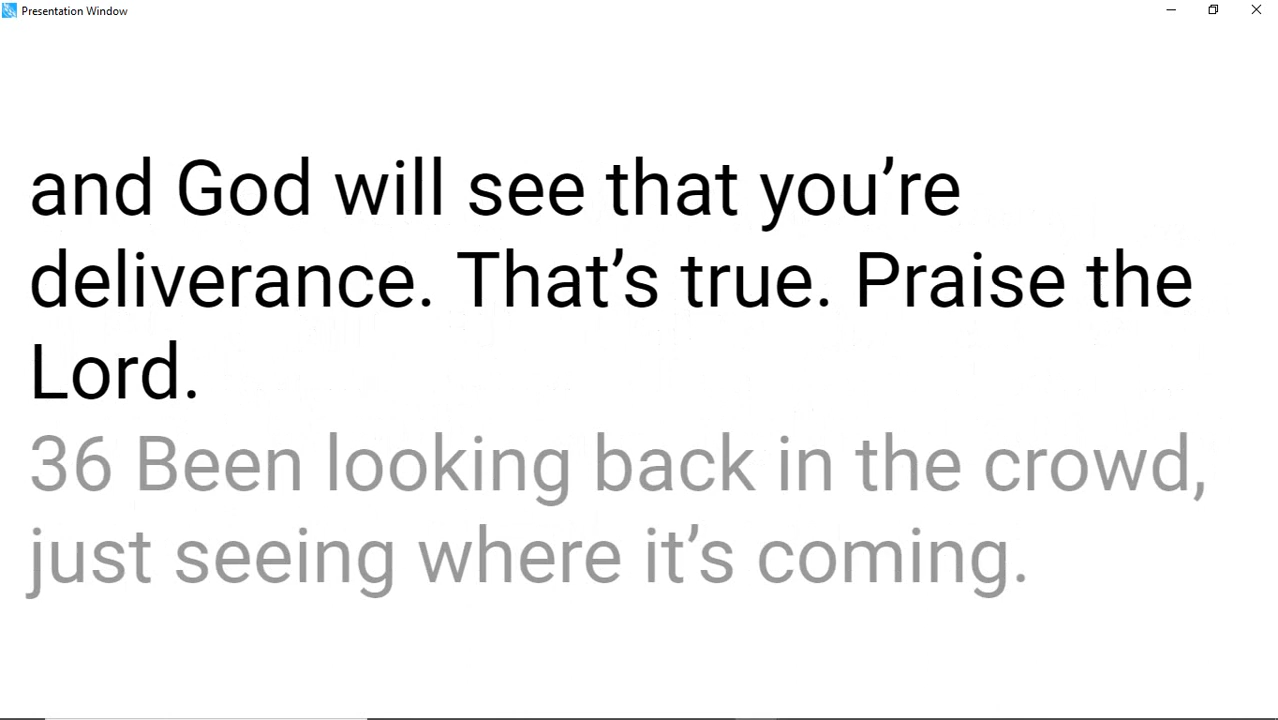 Presentation Window
and God will see that you’re
deliverance. That’s true. Praise the
Lord.
36 Been looking back in the crowd,
just seeing where it’s coming.